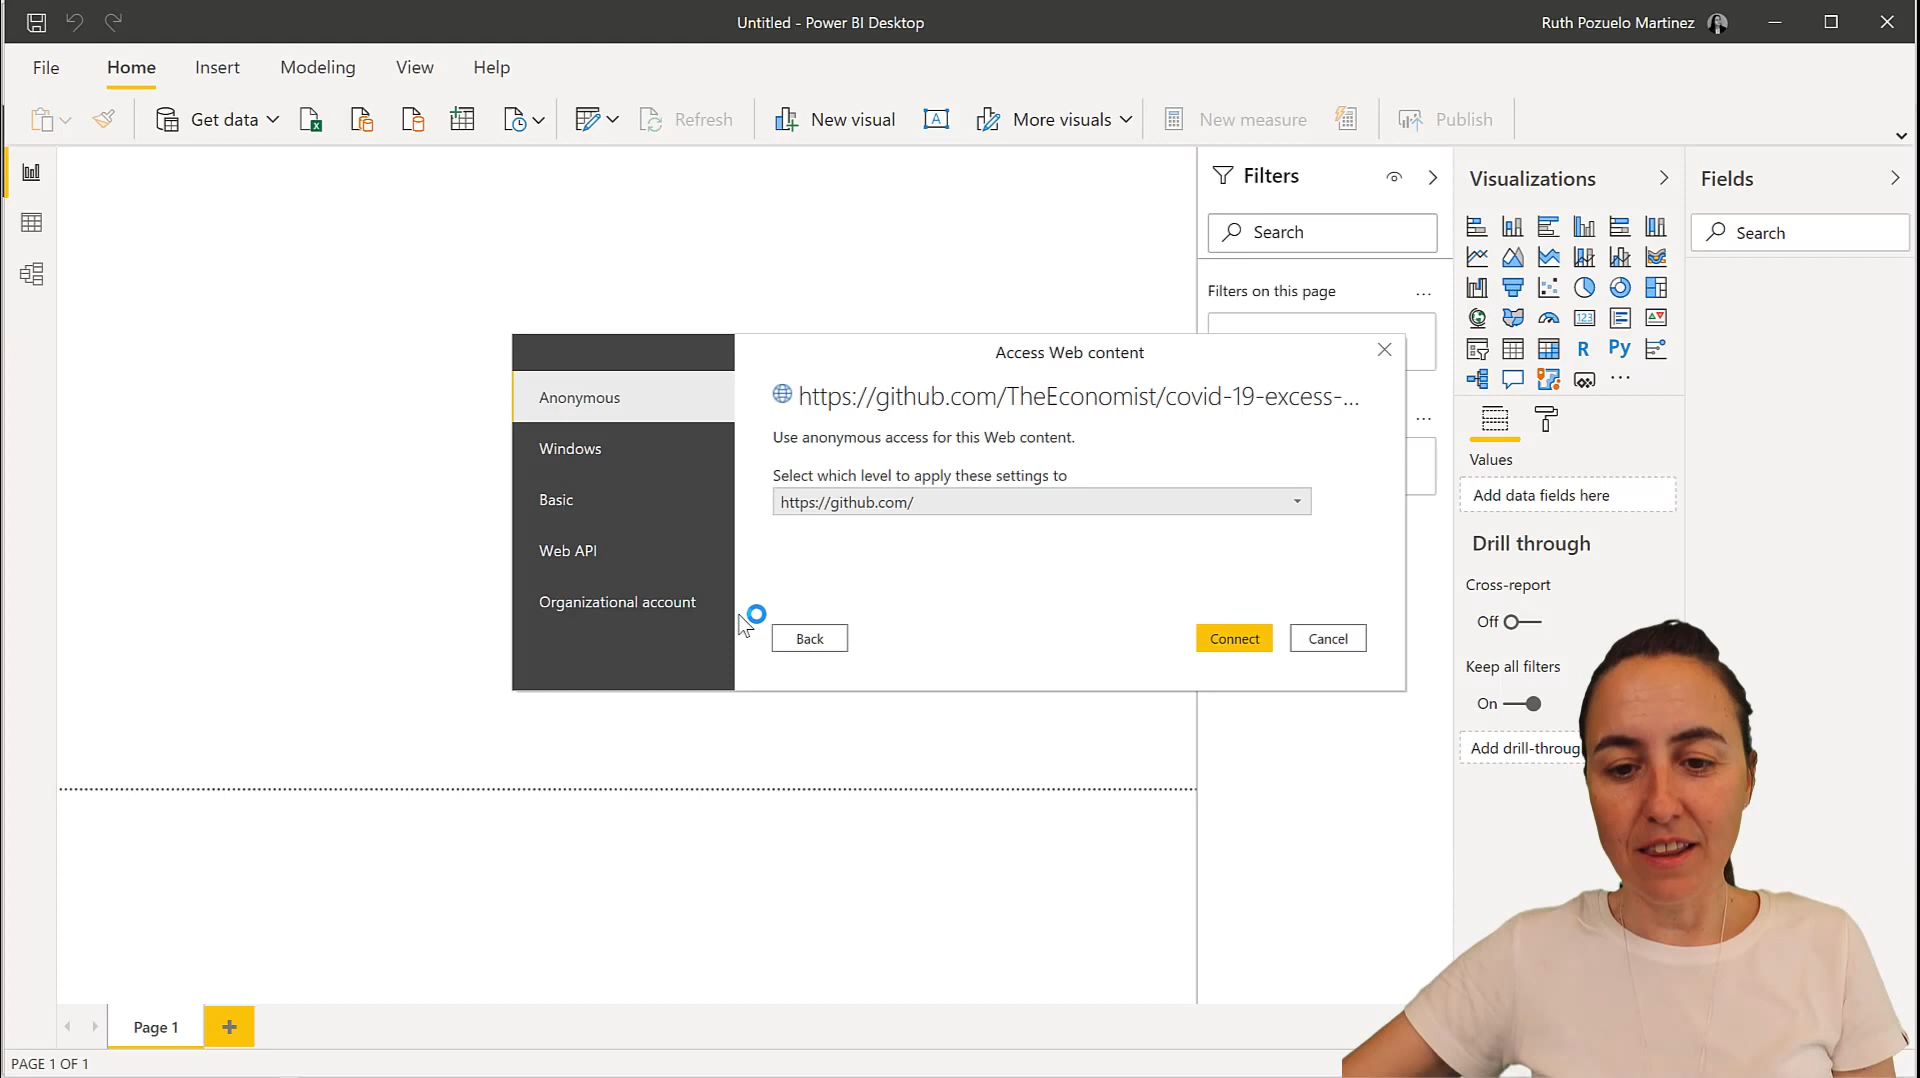 Untitled - Power BI Desktop
Ruth Pozuelo Martinez
File
Home
Insert
Modeling
View
Help
Get data
Refresh
New visual
A
More visuals
New measure
Publish
Filters
Search
Filters on this page
...
...
Visualizations
123
R
Py
...
Values
Add data fields here
Drill through
Cross-report
Off
Keep all filters
On
Add drill-throug
Fields
Search
Access Web content
Anonymous
Windows
Basic
Web API
Organizational account
https://github.com/TheEconomist/covid-19-excess-...
Use anonymous access for this Web content.
Select which level to apply these settings to
https://github.com/
Back
Connect
Cancel
Page 1
+
PAGE 1 OF 1